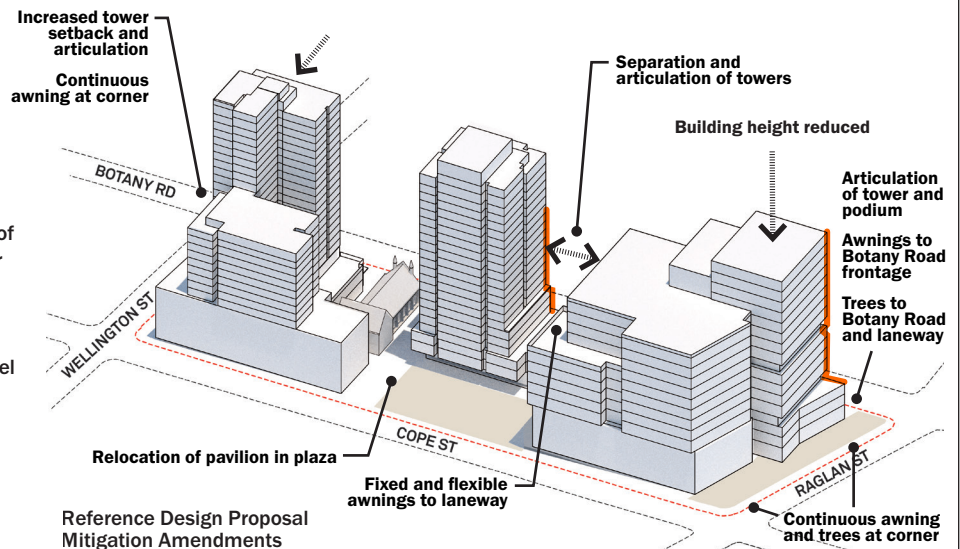 Increased tower
setback and
articulation
Continuous
awning at corner
Separation and
articulation of towers
Building height reduced
BOTANY RD
Articulation
of tower and
podium
Awnings to
Botany Road
frontage
Trees to
Botany Road
and laneway
of
WELLINGTON ST
el
COPE ST
RAGLAN ST
Relocation of pavilion in plaza
Fixed and flexible
awnings to laneway
Continuous awning
and trees at corner
Reference Design Proposal
Mitigation Amendments